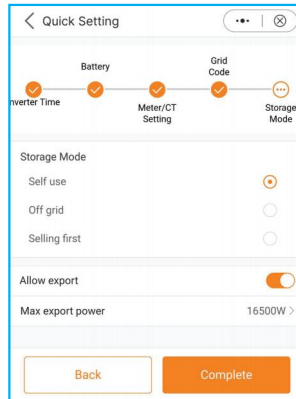 Quick Setting
Battery
Grid
Code
nverter Time
Meter/CT
Setting
Storage
Mode
Storage Mode
Self use
Off grid
Selling first
Allow export
Max export power 16500W >
Back Complete